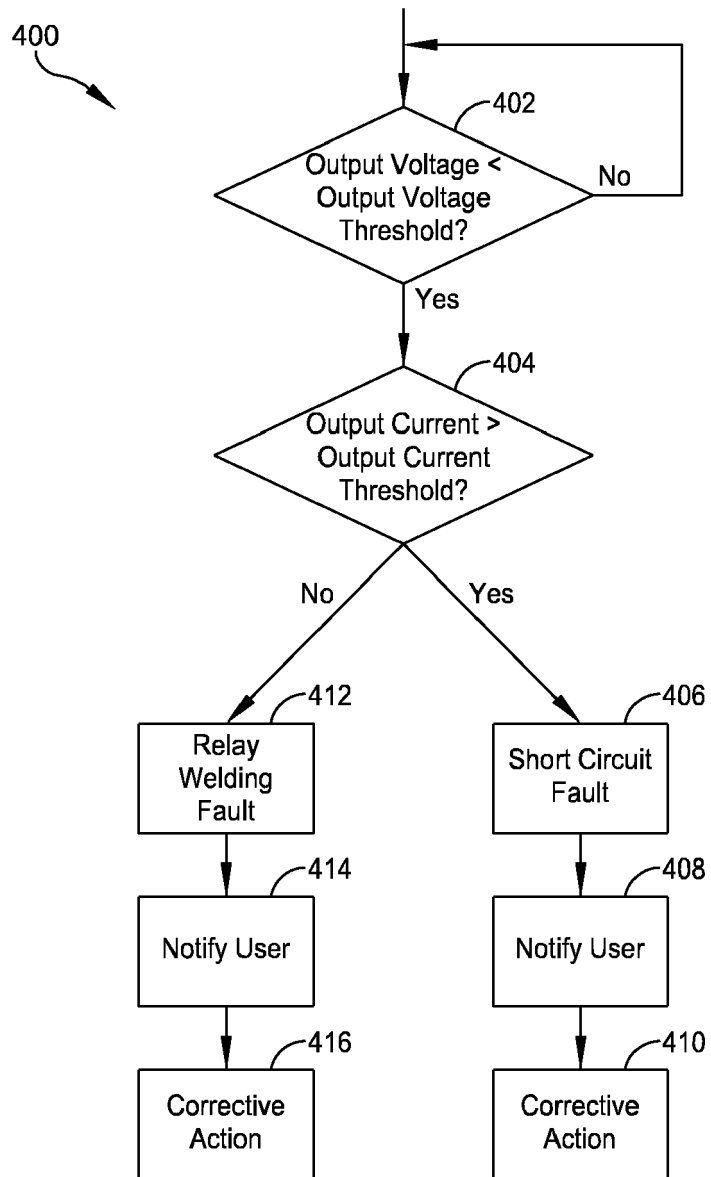 400
402
Output Voltage <
Output Voltage
Threshold?
No
Yes
404
Output Current >
Output Current
Threshold?
No
Yes
412
Relay
Welding
Fault
406
Short Circuit
Fault
414
Notify User
408
Notify User
416
Corrective
Action
410
Corrective
Action